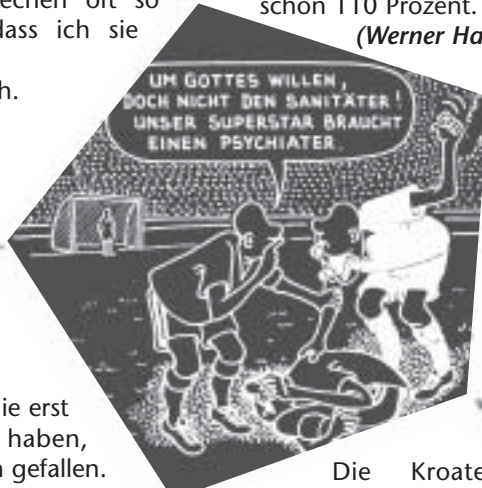 echen oft so
dass ich sie
h.
schon 110 Prozent.
(Werner Ha
UM GOTTES WILLEN,
DOCH NICHT DEN SANITÄTER!
UNSER SUPERSTAR BRAUCHT
EINEN PSYCHIATER.
ie erst
haben,
gefallen.
Die Kroate